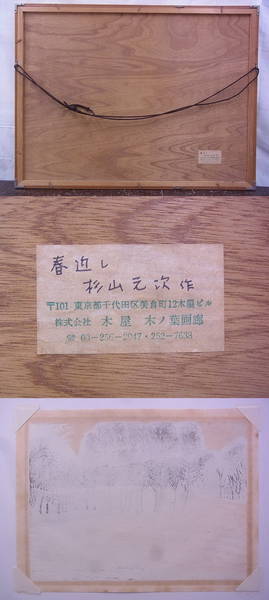 春近し
杉山元次作
〒101 東京都千代田区美倉町12木屋ビル
株式会社 木屋 木ノ葉画廊
☎ 03-256-2047・252-7638